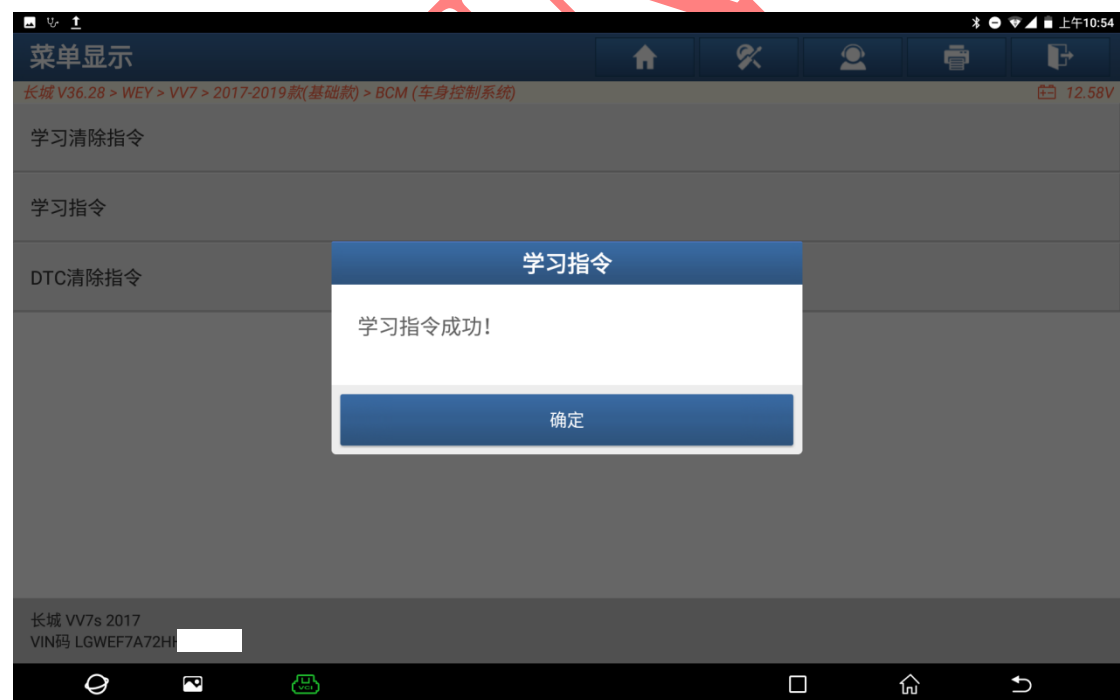 上午10:54
菜单显示
长城 V36.28 > WEY > VV7 > 2017-2019款(基础款) > BCM (车身控制系统)
12.58V
学习清除指令
学习指令
DTC清除指令
学习指令
学习指令成功!
确定
长城 VV7s 2017
VIN码 LGWEF7A72H
VCI